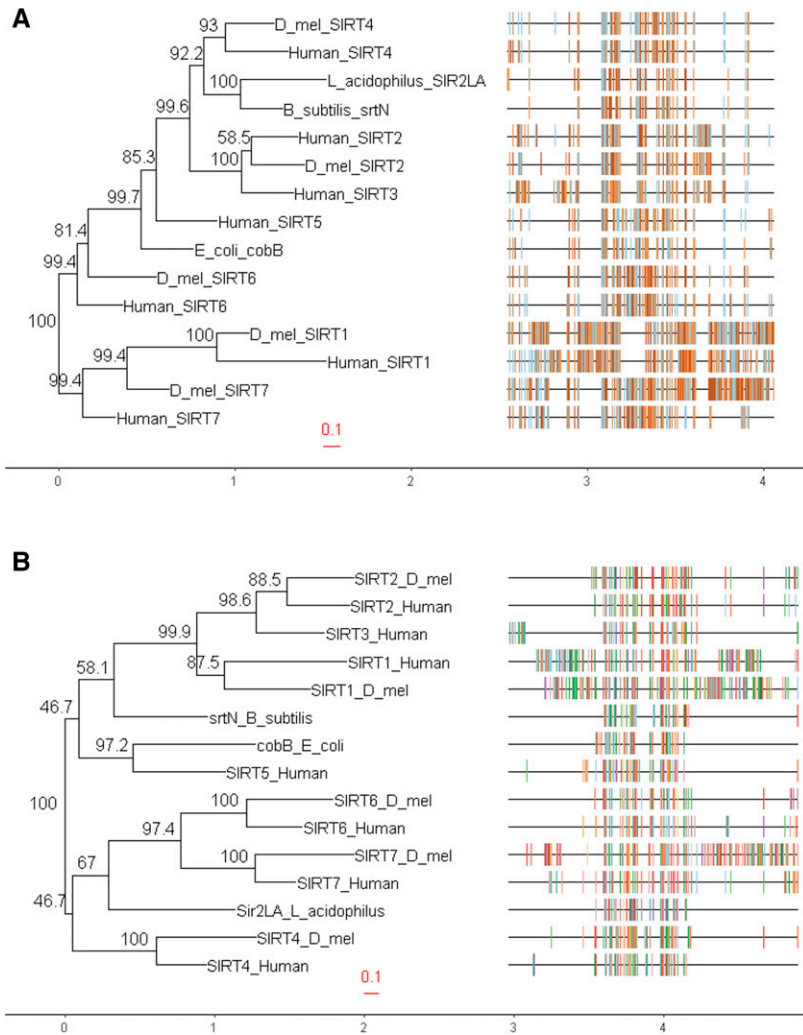 A
93
D_mel_SIRT4
92.2
Human_SIRT4
L_acidophilus_SIR2LA
100
B_subtilis_srtN
99.6
58.5
Human_SIRT2
100
D_mel_SIRT2
85.3
Human_SIRT3
99.7
Human_SIRT5
81.4
E_coli_cobB
99.4
D_mel_SIRT6
Human_SIRT6
100
100
D_mel_SIRT1
99.4
Human_SIRT1
99.4
D_mel_SIRT7
Human_SIRT7
0.1
0 1 2 3 4
B
88.5
SIRT2_D_mel
98.6
SIRT2_Human
99.9
SIRT3_Human
87.5
SIRT1_Human
58.1
SIRT1_D_mel
46.7
srtN_B_subtilis
97.2
cobB_E_coli
SIRT5_Human
100
100
SIRT6_D_mel
97.4
SIRT6_Human
100
SIRT7_D_mel
67
SIRT7_Human
46.7
Sir2LA_L_acidophilus
100
SIRT4_D_mel
SIRT4_Human
0.1
0 1 2 3 4